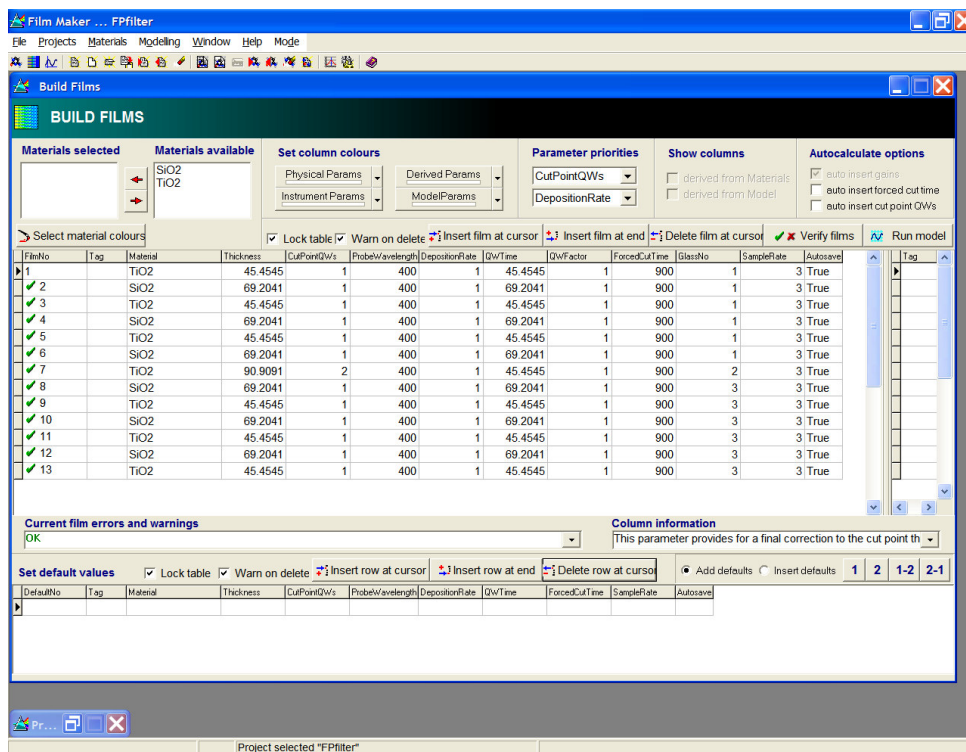 Film Maker ... FPfilter
File Projects Materials Modelling Window Help Mode
Build Films
BUILD FILMS
Materials selected Materials available Set column colours Parameter priorities Show columns Autocalculate options
SiO2
TiO2
Physical Params Derived Params
Instrument Params ModelParams
CutPointQWs
DepositionRate
derived from Materials
derived from Model
auto insert gains
auto insert forced cut time
auto insert cut point QWs
Select material colours Lock table Warn on delete Insert film at cursor Insert film at end Delete film at cursor Verify films Run model
FilmNo Tag Material Thickness CutPointQWs ProbeWavelength DepositionRate QWTime QWFactor ForcedCutTime GlassNo SampleRate Autosave Tag
1 TiO2 45.4545 1 400 1 45.4545 1 900 1 3 True
2 SiO2 69.2041 1 400 1 69.2041 1 900 1 3 True
3 TiO2 45.4545 1 400 1 45.4545 1 900 1 3 True
4 SiO2 69.2041 1 400 1 69.2041 1 900 1 3 True
5 TiO2 45.4545 1 400 1 45.4545 1 900 1 3 True
6 SiO2 69.2041 1 400 1 69.2041 1 900 1 3 True
7 TiO2 90.9091 2 400 1 45.4545 1 900 2 3 True
8 SiO2 69.2041 1 400 1 69.2041 1 900 3 3 True
9 TiO2 45.4545 1 400 1 45.4545 1 900 3 3 True
10 SiO2 69.2041 1 400 1 69.2041 1 900 3 3 True
11 TiO2 45.4545 1 400 1 45.4545 1 900 3 3 True
12 SiO2 69.2041 1 400 1 69.2041 1 900 3 3 True
13 TiO2 45.4545 1 400 1 45.4545 1 900 3 3 True
Current film errors and warnings Column information
OK This parameter provides for a final correction to the cut point th
Set default values Lock table Warn on delete Insert row at cursor Insert row at end Delete row at cursor Add defaults Insert defaults 1 2 1-2 2-1
DefaultNo Tag Material Thickness CutPointQWs ProbeWavelength DepositionRate QWTime ForcedCutTime SampleRate Autosave
Pr...
Project selected "FPfilter"